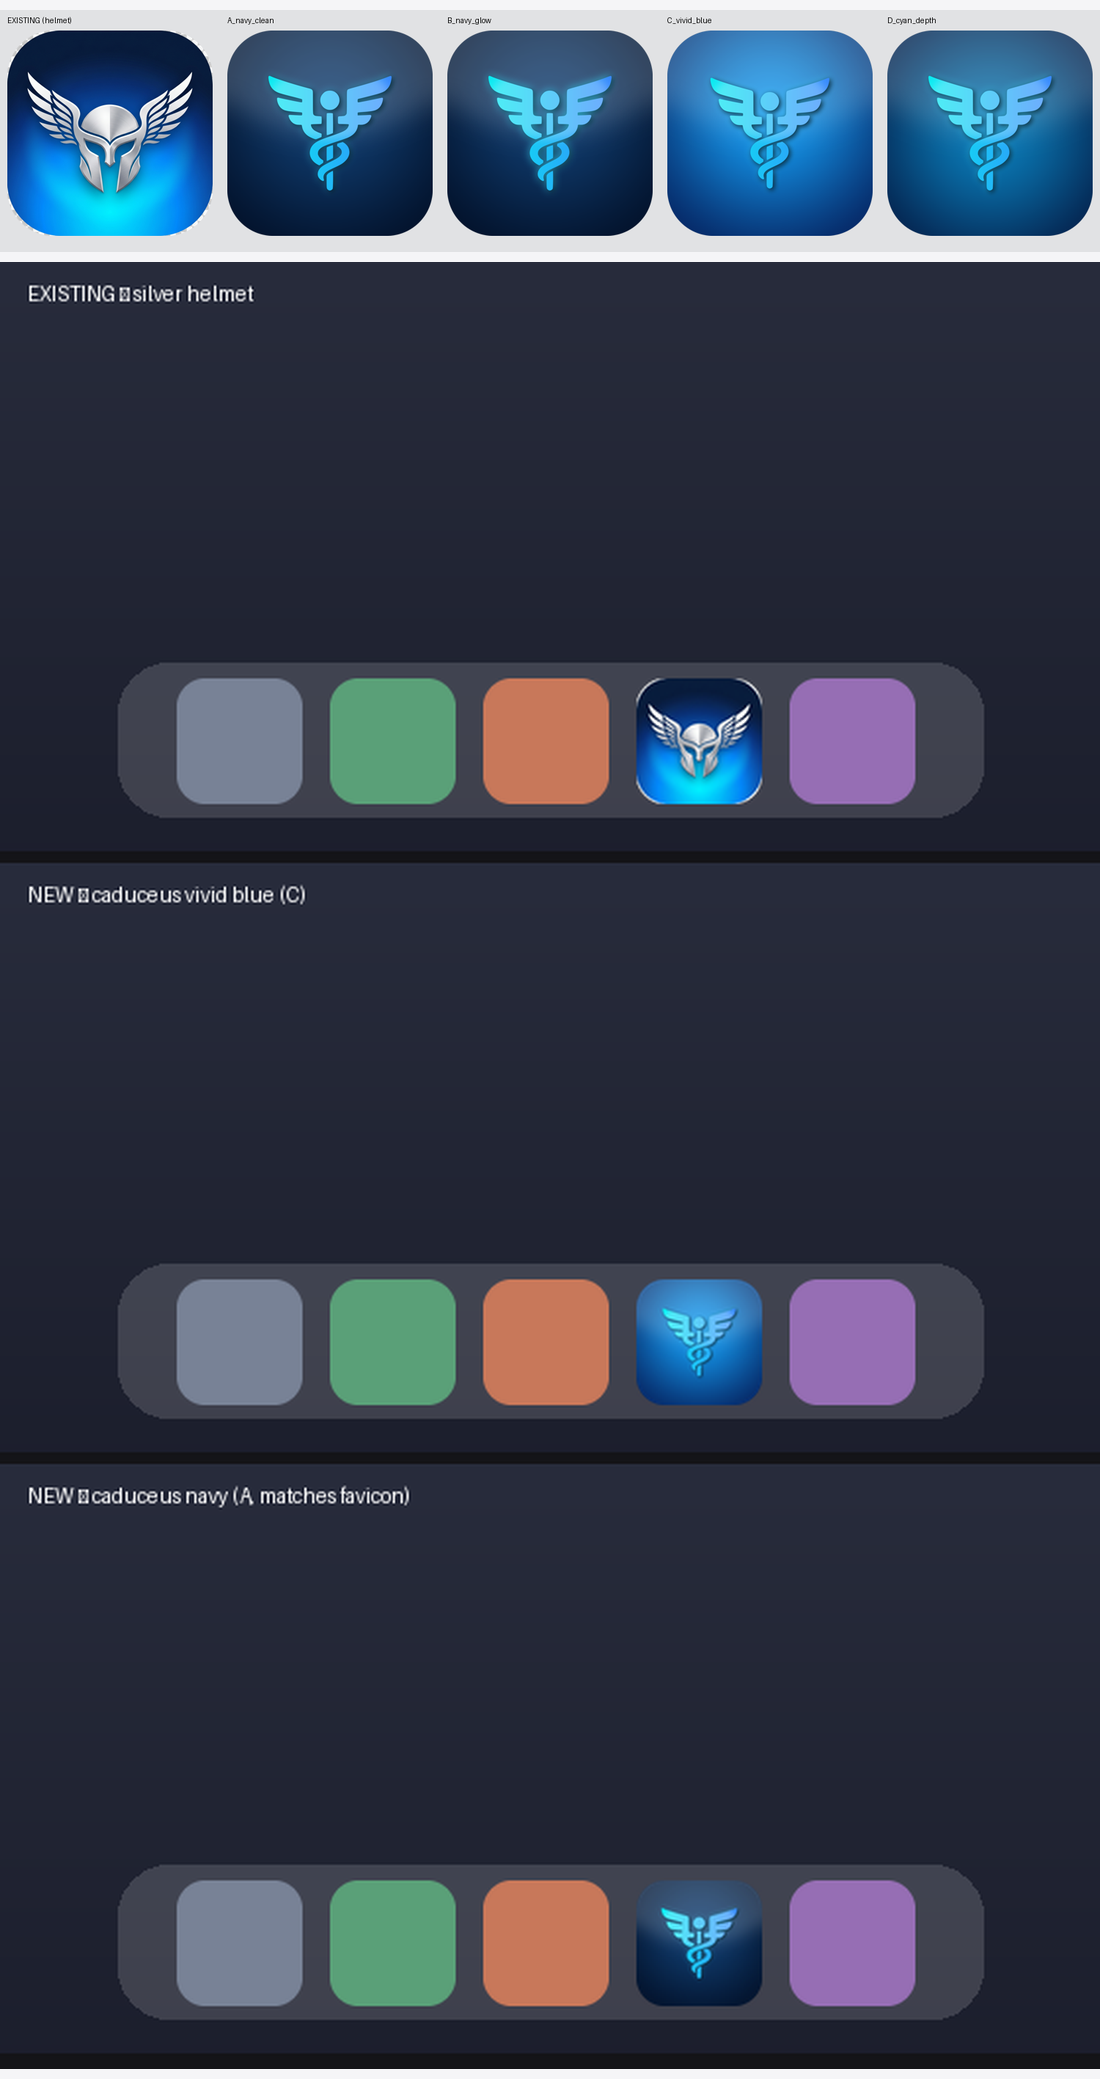 EXISTING (helmet)
A_navy_clean
B_navy_glow
C_vivid_blue
D_cyan_depth
EXISTING ☒ silver helmet
NEW ☒ caduceus vivid blue (C)
NEW ☒ caduceus navy (A, matches favicon)